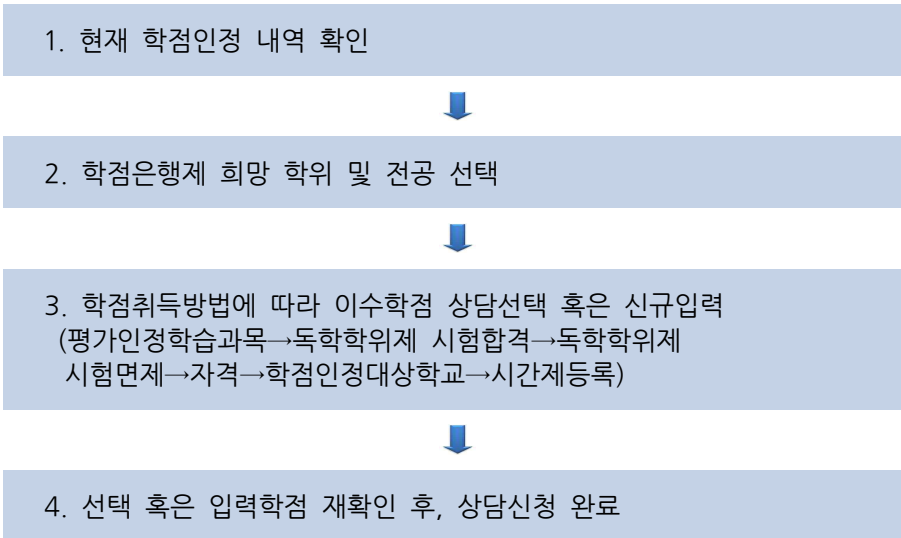 1. 현재 학점인정 내역 확인
2. 학점은행제 희망 학위 및 전공 선택
3. 학점취득방법에 따라 이수학점 상담선택 혹은 신규입력
(평가인정학습과목→독학학위제 시험합격→독학학위제
시험면제→자격→학점인정대상학교→시간제등록)
4. 선택 혹은 입력학점 재확인 후, 상담신청 완료